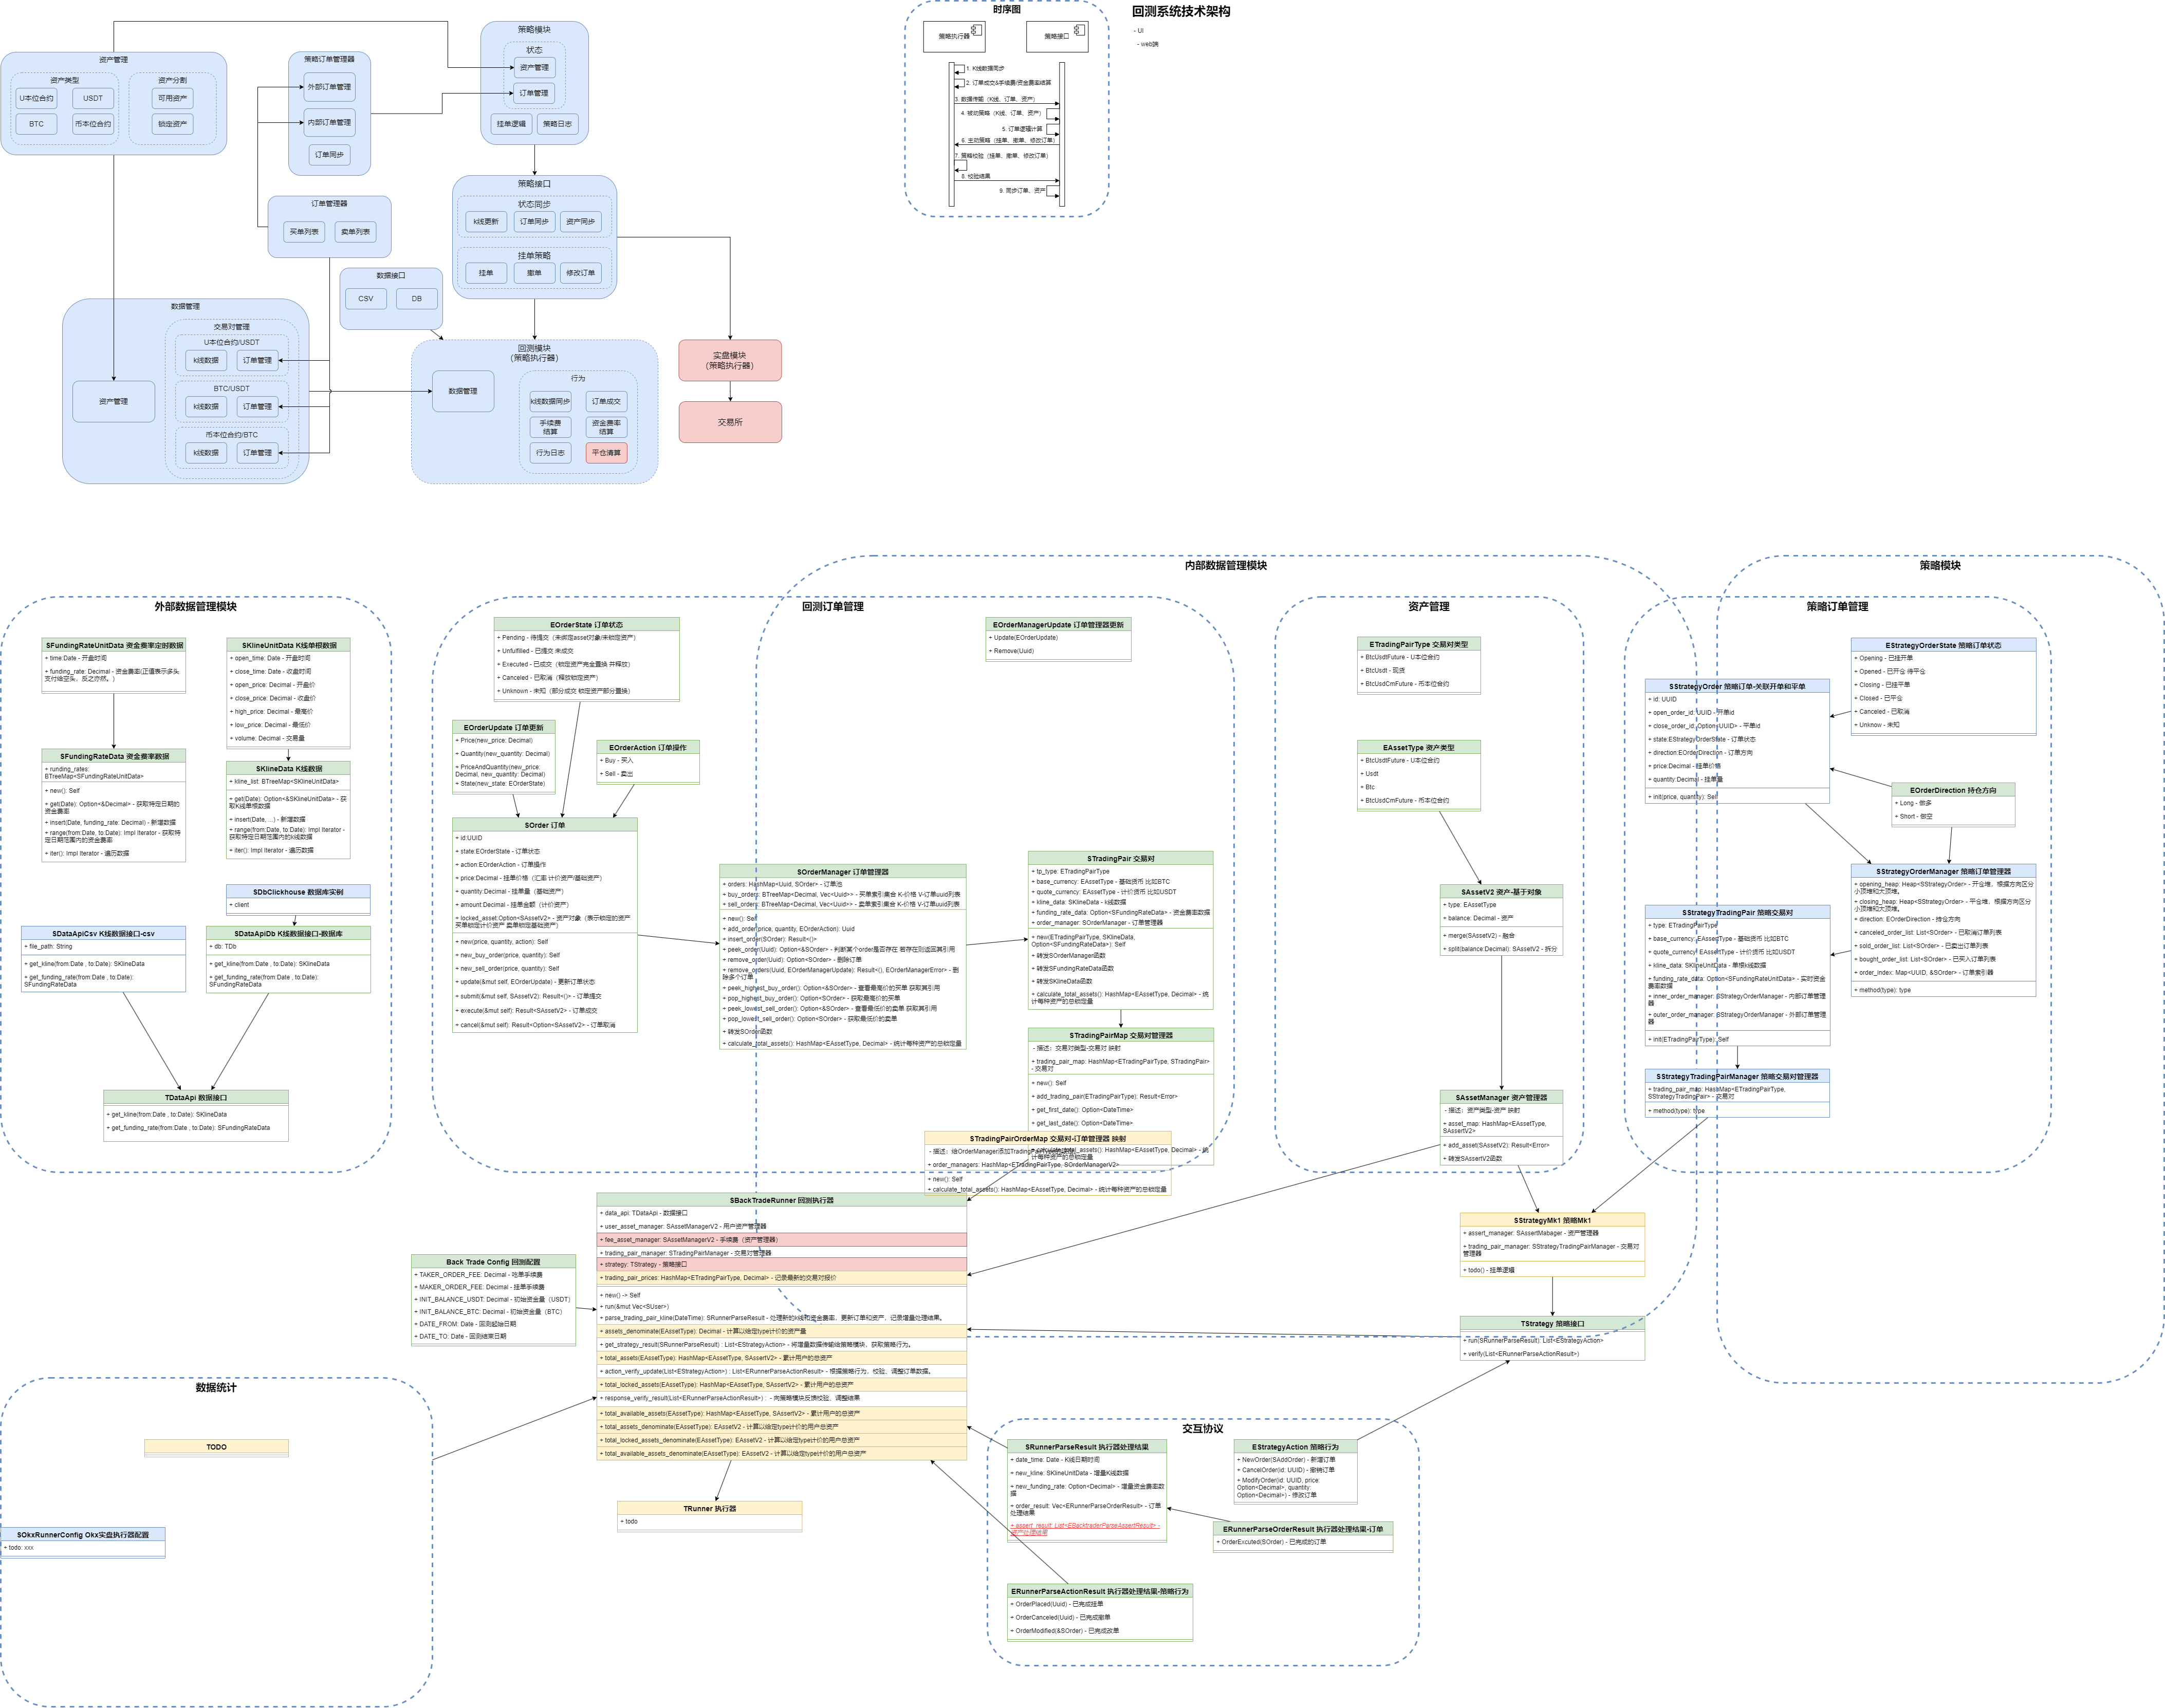 回测系统技术架构
- UI
- web端
时序图
策略执行器
策略接口
1. K线数据同步
2. 订单成交&手续费/资金费率结算
3. 数据传输（K线、订单、资产）
4. 被动策略（K线、订单、资产）
5. 订单逻辑计算
6. 主动策略（挂单、撤单、修改订单）
7. 策略校验（挂单、撤单、修改订单）
8. 校验结果
9. 同步订单、资产
资产管理
资产类型
U本位合约
USDT
BTC
币本位合约
资产分割
可用资产
锁定资产
策略订单管理器
外部订单管理
内部订单管理
订单同步
策略模块
状态
资产管理
订单管理
挂单逻辑
策略日志
订单管理器
买单列表
卖单列表
策略接口
状态同步
k线更新
订单同步
资产同步
挂单策略
挂单
撤单
修改订单
数据接口
CSV
DB
数据管理
资产管理
交易对管理
U本位合约/USDT
k线数据
订单管理
BTC/USDT
k线数据
订单管理
币本位合约/BTC
k线数据
订单管理
回测模块
（策略执行器）
数据管理
行为
k线数据同步
订单成交
手续费
结算
资金费率
结算
行为日志
平仓清算
实盘模块
（策略执行器）
交易所
外部数据管理模块
SFundingRateUnitData 资金费率定时数据
+ time:Date - 开盘时间
+ funding_rate: Decimal - 资金费率(正值表示多头
支付给空头，反之亦然。)
SKlineUnitData K线单根数据
+ open_time: Date - 开盘时间
+ close_time: Date - 收盘时间
+ open_price: Decimal - 开盘价
+ close_price: Decimal - 收盘价
+ high_price: Decimal - 最高价
+ low_price: Decimal - 最低价
+ volume: Decimal - 交易量
SFundingRateData 资金费率数据
+ runding_rates:
BTreeMap<SFundingRateUnitData>
+ new(): Self
+ get(Date): Option<&Decimal> - 获取特定日期的
资金费率
+ insert(Date, funding_rate: Decimal) - 新增数据
+ range(from:Date, to:Date): Impl Iterator - 获取特
定日期范围内的资金费率
+ iter(): Impl Iterator - 遍历数据
SKlineData K线数据
+ kline_list: BTreeMap<SKlineUnitData>
+ get(Date): Option<&SKlineUnitData> - 获
取K线单根数据
+ insert(Date, ...) - 新增数据
+ range(from:Date, to:Date): Impl Iterator -
获取特定日期范围内的k线数据
+ iter(): Impl Iterator - 遍历数据
SDbClickhouse 数据库实例
+ client
SDataApiCsv K线数据接口-csv
+ file_path: String
+ get_kline(from:Date , to:Date): SKlineData
+ get_funding_rate(from:Date , to:Date):
SFundingRateData
SDataApiDb K线数据接口-数据库
+ db: TDb
+ get_kline(from:Date , to:Date): SKlineData
+ get_funding_rate(from:Date , to:Date):
SFundingRateData
TDataApi 数据接口
+ get_kline(from:Date , to:Date): SKlineData
+ get_funding_rate(from:Date , to:Date): SFundingRateData
内部数据管理模块
回测订单管理
EOrderState 订单状态
+ Pending - 待提交（未绑定asset对象/未锁定资产）
+ Unfulfilled - 已提交 未成交
+ Executed - 已成交（锁定资产完全置换 并释放）
+ Canceled - 已取消（释放锁定资产）
+ Unknown - 未知（部分成交 锁定资产部分置换）
EOrderManagerUpdate 订单管理器更新
+ Update(EOrderUpdate)
+ Remove(Uuid)
EOrderUpdate 订单更新
+ Price(new_price: Decimal)
+ Quantity(new_quantity: Decimal)
+ PriceAndQuantity(new_price:
Decimal, new_quantity: Decimal)
+ State(new_state: EOrderState)
EOrderAction 订单操作
+ Buy - 买入
+ Sell - 卖出
SOrder 订单
+ id:UUID
+ state:EOrderState - 订单状态
+ action:EOrderAction - 订单操作
+ price Decimal - 挂单价格（汇率 计价资产/基础资产）
+ quantity Decimal - 挂单量（基础资产）
+ amount Decimal - 挂单金额（计价资产）
+ locked_asset:Option<SAssetV2> - 资产对象（表示锁定的资产
买单锁定计价资产 卖单锁定基础资产）
+ new(price, quantity, action): Self
+ new_buy_order(price, quantity): Self
+ new_sell_order(price, quantity): Self
+ update(&mut self, EOrderUpdate) - 更新订单状态
+ submit(&mut self, SAssetV2): Result<()> - 订单提交
+ execute(&mut self): Result<SAssetV2> - 订单成交
+ cancel(&mut self): Result<Option<SAssetV2> - 订单取消
SOrderManager 订单管理器
+ orders: HashMap<Uuid, SOrder> - 订单池
+ buy_orders: BTreeMap<Decimal, Vec<Uuid>> - 买单索引集合 K-价格 V-订单uuid列表
+ sell_orders: BTreeMap<Decimal, Vec<Uuid>> - 卖单索引集合 K-价格 V-订单uuid列表
+ new(): Self
+ add_order(price, quantity, EOrderAction): Uuid
+ insert_order(SOrder): Result<()>
+ peek_order(Uuid): Option<&SOrder> - 判断某个order是否存在 若存在则返回其引用
+ remove_order(Uuid): Option<SOrder> - 删除订单
+ remove_orders(Uuid, EOrderManagerUpdate): Result<(), EOrderManagerError> - 删
除多个订单
+ peek_highest_buy_order(): Option<&SOrder> - 查看最高价的买单 获取其引用
+ pop_highest_buy_order(): Option<SOrder> - 获取最高价的买单
+ peek_lowest_sell_order(): Option<&SOrder> - 查看最低价的卖单 获取其引用
+ pop_lowest_sell_order(): Option<SOrder> - 获取最低价的卖单
+ 转发SOrder函数
+ calculate_total_assets(): HashMap<EAssetType, Decimal> - 统计每种资产的总锁定量
STradingPair 交易对
+ tp_type: ETradingPairType
+ base_currency: EAssetType - 基础货币 比如BTC
+ quote_currency: EAssetType - 计价货币 比如USDT
+ kline_data: SKlineData - k线数据
+ funding_rate_data: Option<SFundingRateData> - 资金费率数据
+ order_manager: SOrderManager - 订单管理器
+ new(ETradingPairType, SKlineData,
Option<SFundingRateData>): Self
+ 转发SOrderManager函数
+ 转发SFundingRateData函数
+ 转发SKlineData函数
+ calculate_total_assets(): HashMap<EAssetType, Decimal> - 统
计每种资产的总锁定量
STradingPairMap 交易对管理器
- 描述：交易对类型-交易对 映射
+ trading_pair_map: HashMap<ETradingPairType, STradingPair>
- 交易对
+ new(): Self
+ add_trading_pair(ETradingPairType): Result<Error>
+ get_first_date(): Option<DateTime>
+ get_last_date(): Option<DateTime>
+ calculate_total_assets(): HashMap<EAssetType, Decimal> - 统
计每种资产的总锁定量
STradingPairOrderMap 交易对-订单管理器 映射
- 描述：给OrderManager添加TradingPairType
+ order_managers: HashMap<ETradingPairType, SOrderManagerV2>
+ new(): Self
+ calculate_total_assets(): HashMap<EAssetType, Decimal> - 统计每种资产的总锁定量
资产管理
ETradingPairType 交易对类型
+ BtcUsdtFuture - U本位合约
+ BtcUsdt - 现货
+ BtcUsdCmFuture - 币本位合约
EAssetType 资产类型
+ BtcUsdtFuture - U本位合约
+ Usdt
+ Btc
+ BtcUsdCmFuture - 币本位合约
SAssetV2 资产-基于对象
+ type: EAssetType
+ balance: Decimal - 资产
+ merge(SAssetV2) - 融合
+ split(balance:Decimal): SAssetV2 - 拆分
SAssetManager 资产管理器
- 描述：资产类型-资产 映射
+ asset_map: HashMap<EAssetType,
SAssertV2>
+ add_asset(SAssetV2): Result<Error>
+ 转发SAssertV2函数
策略模块
策略订单管理
EStrategyOrderState 策略订单状态
+ Opening - 已挂开单
+ Opened - 已开仓 待平仓
+ Closing - 已挂平单
+ Closed - 已平仓
+ Canceled - 已取消
+ Unknow - 未知
SStrategyOrder 策略订单-关联开单和平单
+ id: UUID
+ open_order_id: UUID - 开单id
+ close_order_id: Option<UUID> - 平单id
+ state:EStrategyOrderState - 订单状态
+ direction:EOrderDirection - 订单方向
+ price:Decimal - 挂单价格
+ quantity:Decimal - 挂单量
+ init(price, quantity): Self
EOrderDirection 持仓方向
+ Long - 做多
+ Short - 做空
SStrategyOrderManager 策略订单管理器
+ opening_heap: Heap<SStrategyOrder> - 开仓堆，根据方向区分
小顶堆和大顶堆。
+ closing_heap: Heap<SStrategyOrder> - 平仓堆，根据方向区分
小顶堆和大顶堆。
+ direction: EOrderDirection - 持仓方向
+ canceled_order_list: List<SOrder> - 已取消订单列表
+ sold_order_list: List<SOrder> - 已卖出订单列表
+ bought_order_list: List<SOrder> - 已买入订单列表
+ order_index: Map<UUID, &SOrder> - 订单索引器
+ method(type): type
SStrategyTradingPair 策略交易对
+ type: ETradingPairType
+ base_currency: EAssetType - 基础货币 比如BTC
+ quote_currency: EAssetType - 计价货币 比如USDT
+ kline_data: SKlineUnitData - 单根k线数据
+ funding_rate_data: Option<SFundingRateUnitData> - 实时资金
费率数据
+ inner_order_manager: SStrategyOrderManager - 内部订单管理
器
+ outer_order_manager: SStrategyOrderManager - 外部订单管理
器
+ init(ETradingPairType): Self
SStrategyTradingPairManager 策略交易对管理器
+ trading_pair_map: HashMap<ETradingPairType,
SStrategyTradingPair> - 交易对
+ method(type): type
SStrategyMk1 策略Mk1
+ assert_manager: SAssertMabager - 资产管理器
+ trading_pair_manager: SStrategyTradingPairManager - 交易对
管理器
+ todo() - 挂单逻辑
TStrategy 策略接口
+ run(SRunnerParseResult): List<EStrategyAction>
+ verify(List<ERunnerParseActionResult>)
Back Trade Config 回测配置
+ TAKER_ORDER_FEE: Decimal - 吃单手续费
+ MAKER_ORDER_FEE: Decimal - 挂单手续费
+ INIT_BALANCE_USDT: Decimal - 初始资金量（USDT）
+ INIT_BALANCE_BTC: Decimal - 初始资金量（BTC）
+ DATE_FROM: Date - 回测起始日期
+ DATE_TO: Date - 回测结束日期
SBackTradeRunner 回测执行器
+ data_api: TDataApi - 数据接口
+ user_asset_manager: SAssetManagerV2 - 用户资产管理器
+ fee_asset_manager: SAssetManagerV2 - 手续费（资产管理器）
+ trading_pair_manager: STradingPairManager - 交易对管理器
+ strategy: TStrategy - 策略接口
+ trading_pair_prices: HashMap<ETradingPairType, Decimal> - 记录最新的交易对报价
+ new() -> Self
+ run(&mut Vec<SUser>)
+ parse_trading_pair_kline(DateTime): SRunnerParseResult - 处理新的k线和资金费率，更新订单和资产，记录增量处理结果。
+ assets_denominate(EAssetType): Decimal - 计算以给定type计价的资产量
+ get_strategy_result(SRunnerParseResult) : List<EStrategyAction> - 将增量数据传输给策略模块，获取策略行为。
+ total_assets(EAssetType): HashMap<EAssetType, SAssertV2> - 累计用户的总资产
+ action_verify_update(List<EStrategyAction>) : List<ERunnerParseActionResult> - 根据策略行为，校验、调整订单数据。
+ total_locked_assets(EAssetType): HashMap<EAssetType, SAssertV2> - 累计用户的总资产
+ response_verify_result(List<ERunnerParseActionResult>) : - 向策略模块反馈校验、调整结果
+ total_available_assets(EAssetType): HashMap<EAssetType, SAssertV2> - 累计用户的总资产
+ total_assets_denominate(EAssetType): EAssetV2 - 计算以给定type计价的用户总资产
+ total_locked_assets_denominate(EAssetType): EAssetV2 - 计算以给定type计价的用户总资产
+ total_available_assets_denominate(EAssetType): EAssetV2 - 计算以给定type计价的用户总资产
TRunner 执行器
+ todo
数据统计
TODO
SOkxRunnerConfig Okx实盘执行器配置
+ todo: xxx
交互协议
SRunnerParseResult 执行器处理结果
+ date_time: Date - K线日期时间
+ new_kline: SKlineUnitData - 增量K线数据
+ new_funding_rate: Option<Decimal> - 增量资金费率数
据
+ order_result: Vec<ERunnerParseOrderResult> - 订单
处理结果
+ assert_result: List<EBacktraderParseAssertResult> -
资产处理结果
EStrategyAction 策略行为
+ NewOrder(SAddOrder) - 新增订单
+ CancelOrder(id: UUID) - 撤销订单
+ ModifyOrder(id: UUID, price:
Option<Decimal>, quantity:
Option<Decimal>) - 修改订单
ERunnerParseOrderResult 执行器处理结果-订单
+ OrderExcuted(SOrder) - 已完成的订单
ERunnerParseActionResult 执行器处理结果-策略行为
+ OrderPlaced(Uuid) - 已完成挂单
+ OrderCanceled(Uuid) - 已完成撤单
+ OrderModified(&SOrder) - 已完成改单